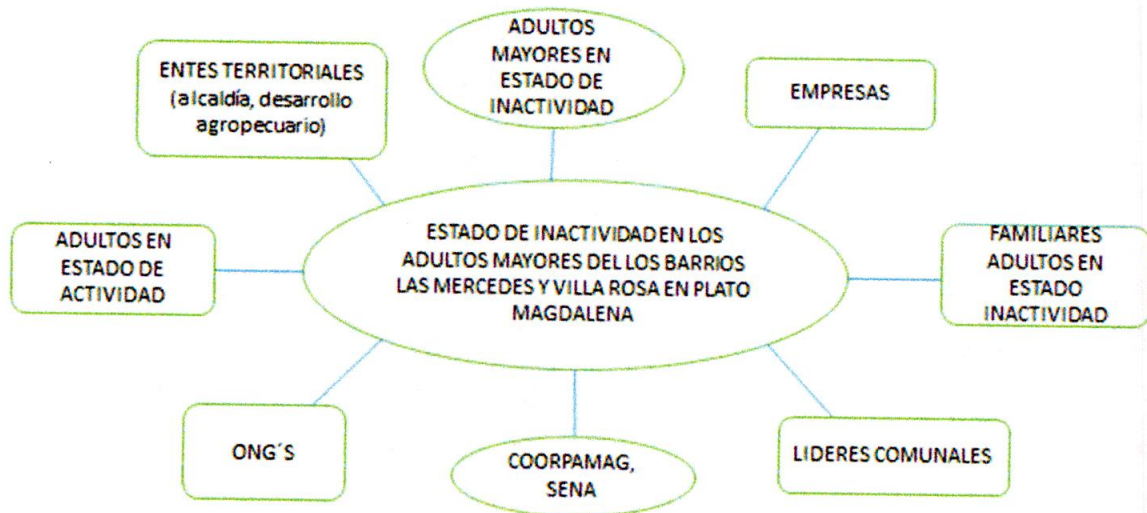 ADULTOS
MAYORES EN
ESTADO DE
INACTIVIDAD
ENTES TERRITORIALES
(alcaldía, desarrollo
agropecuario)
EMPRESAS
ESTADO DE INACTIVIDAD EN LOS
ADULTOS MAYORES DEL LOS BARRIOS
LAS MERCEDES Y VILLA ROSA EN PLATO
MAGDALENA
ADULTOS EN
ESTADO DE
ACTIVIDAD
FAMILIARES
ADULTOS EN
ESTADO
INACTIVIDAD
ONG´S
COORPAMAG,
SENA
LIDERES COMUNALES